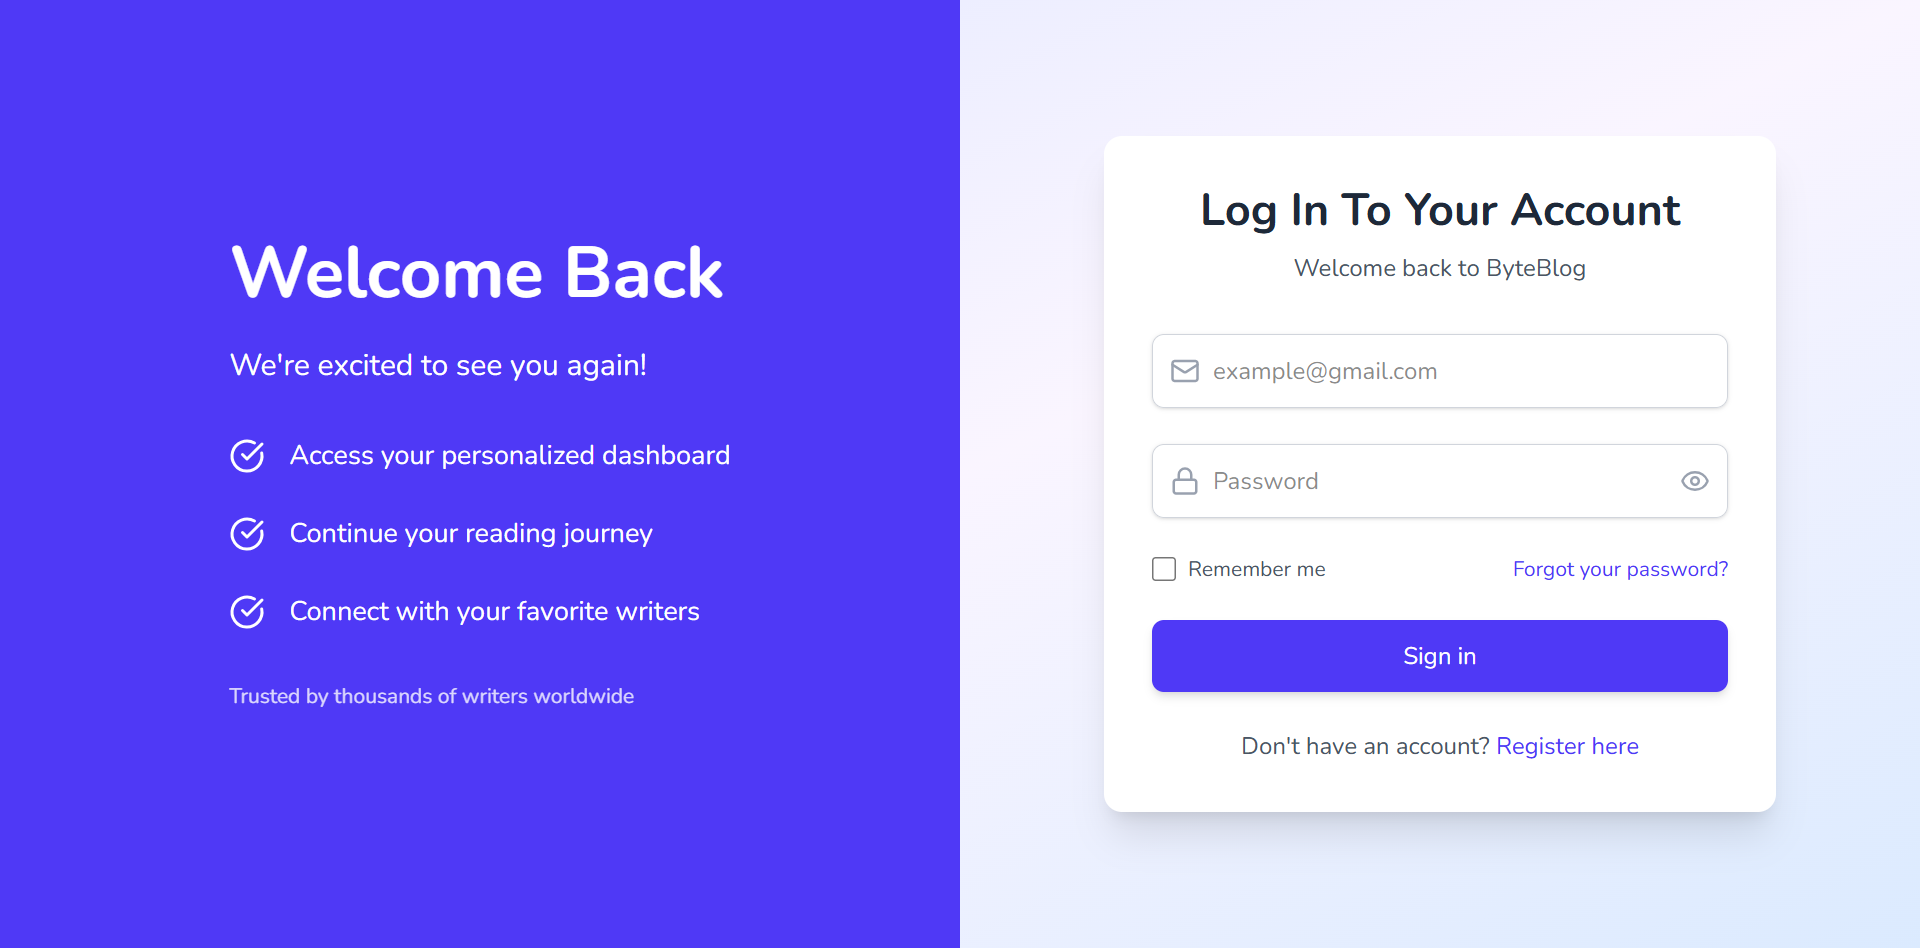 Welcome Back
We're excited to see you again!
Access your personalized dashboard
Continue your reading journey
Connect with your favorite writers
Trusted by thousands of writers worldwide
Log In To Your Account
Welcome back to ByteBlog
example@gmail.com
Password
Remember me
Forgot your password?
Sign in
Don't have an account? Register here